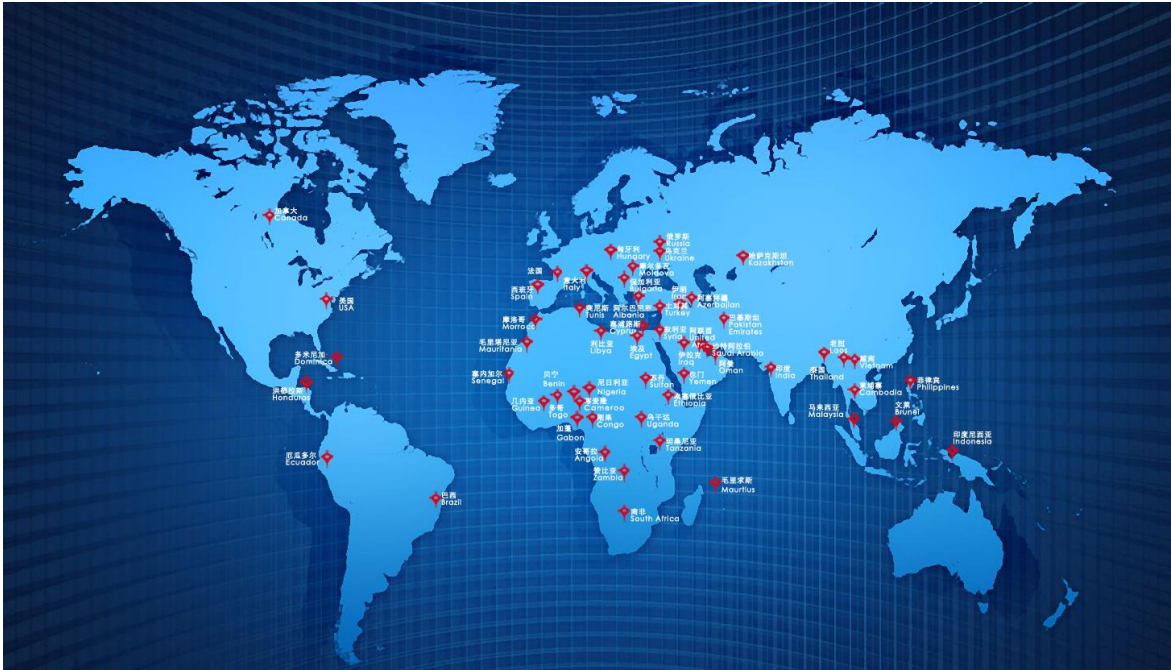 加拿大
Canada
美国
USA
多米尼加
Dominica
洪都拉斯
Honduras
厄瓜多尔
Ecuador
巴西
Brazil
俄罗斯
Russia
乌克兰
Ukraine
匈牙利
Hungary
摩尔多瓦
Moldova
哈萨克斯坦
Kazakhstan
法国
意大利
Italy
保加利亚
Bulgaria
西班牙
Spain
突尼斯
Tunis
阿尔巴尼亚
Albania
土耳其
Turkey
伊朗
Azerbaijan
巴基斯坦
Pakistan
Emirates
摩洛哥
Morroco
塞浦路斯
Cyprus
叙利亚
Syria
阿联酋
United
沙特阿拉伯
Saudi Arabia
毛里塔尼亚
Mauritania
利比亚
Libya
埃及
Egypt
伊拉克
Iraq
阿曼
Oman
老挝
Laos
越南
Vietnam
泰国
Thailand
印度
India
塞内加尔
Senegal
贝宁
Benin
尼日利亚
Nigeria
苏丹
Sultan
也门
Yemen
埃塞俄比亚
Ethiopia
柬埔寨
Cambodia
菲律宾
Philippines
几内亚
Guinea
多哥
Togo
喀麦隆
Cameroo
加蓬
Gabon
刚果
Congo
乌干达
Uganda
马来西亚
Malaysia
文莱
Brunei
印度尼西亚
Indonesia
安哥拉
Angola
坦桑尼亚
Tanzania
赞比亚
Zambia
毛里求斯
Maurtius
南非
South Africa